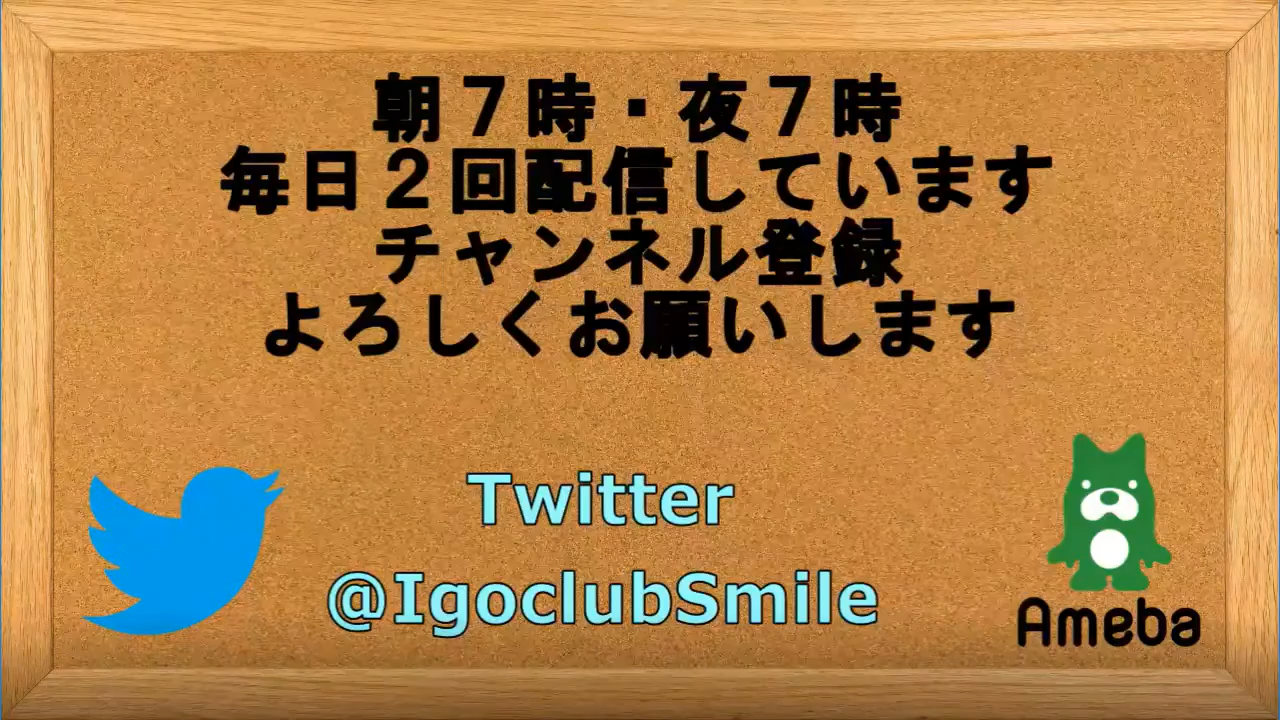 朝７時・夜７時
毎日２回配信しています
チャンネル登録
よろしくお願いします
Twitter
@IgoclubSmile
Ameba